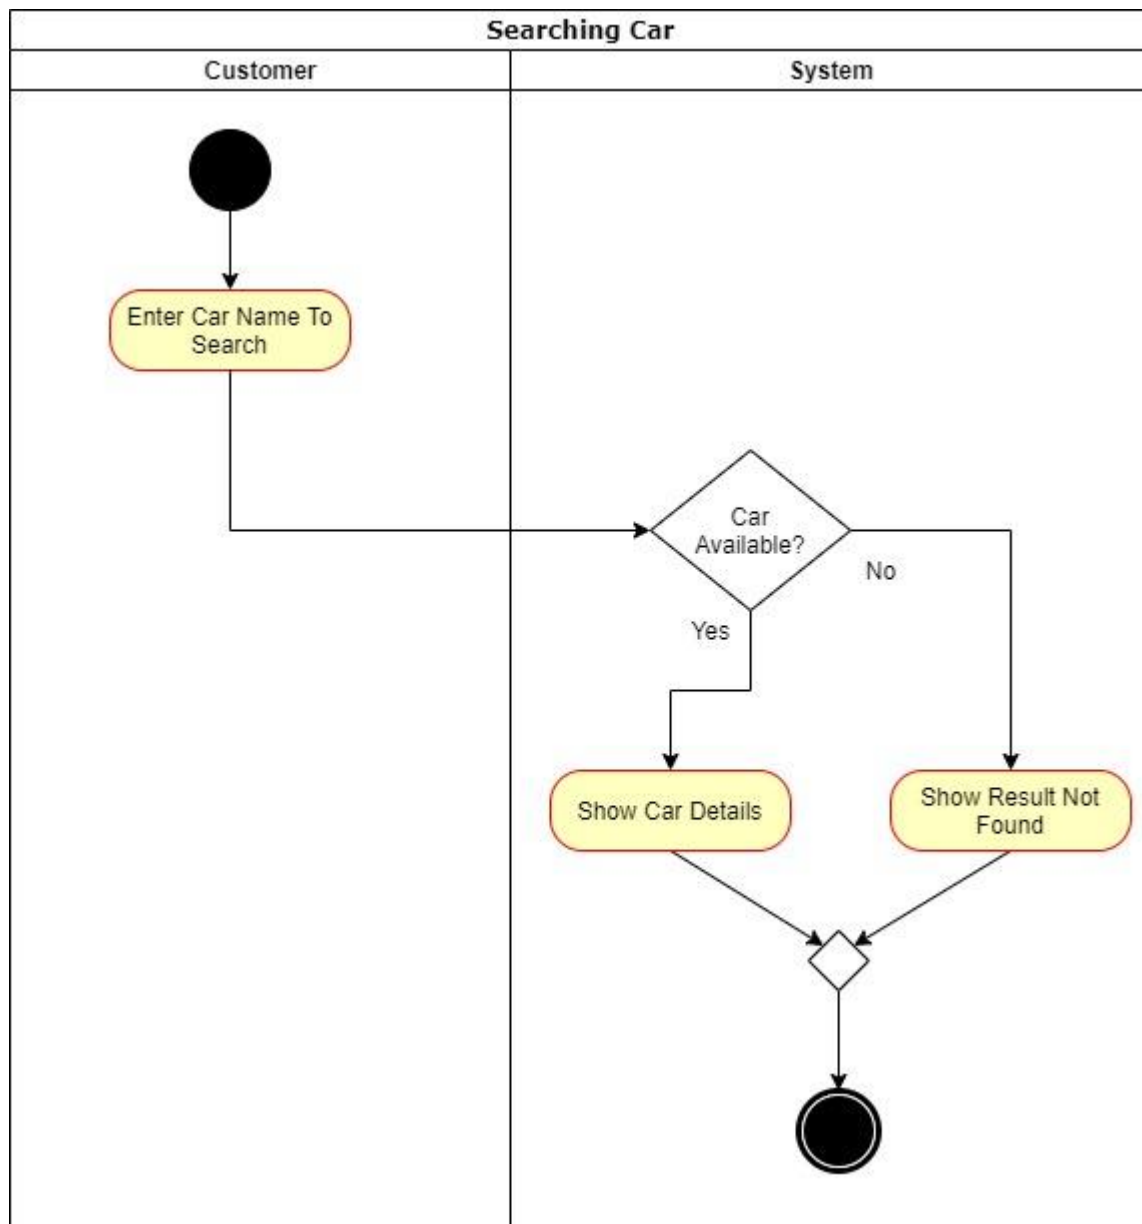 Searching Car
Customer
System
Enter Car Name To
Search
Car
Available?
No
Yes
Show Car Details
Show Result Not
Found